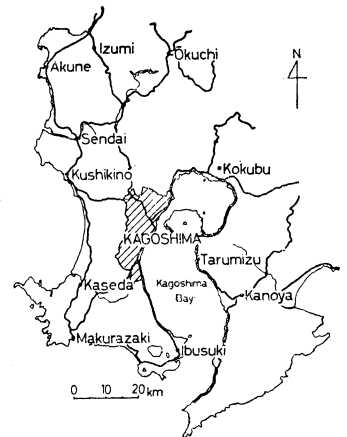 Izumi
Okuchi
N
Akune
Sendai
Kokubu
Kushikino
KAGOSHIMA
Tarumizu
Kaseda
Kagoshima
Bay
Kanoya
Makurazaki
Ibusuki
0 10 20
km